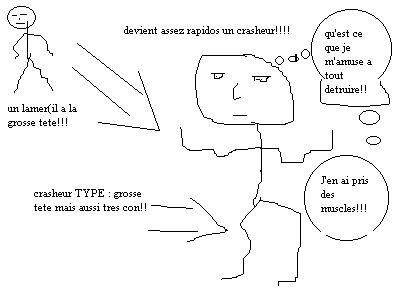 devient assez rapidos un crasheur!!!!
qu'est ce
que je
m'amuse a
tout
detruire!!
un lamer(il a la
grosse tete!!!
crasheur TYPE : grosse
tete mais aussi tres con!!
J'en ai pris
des
muscles!!!